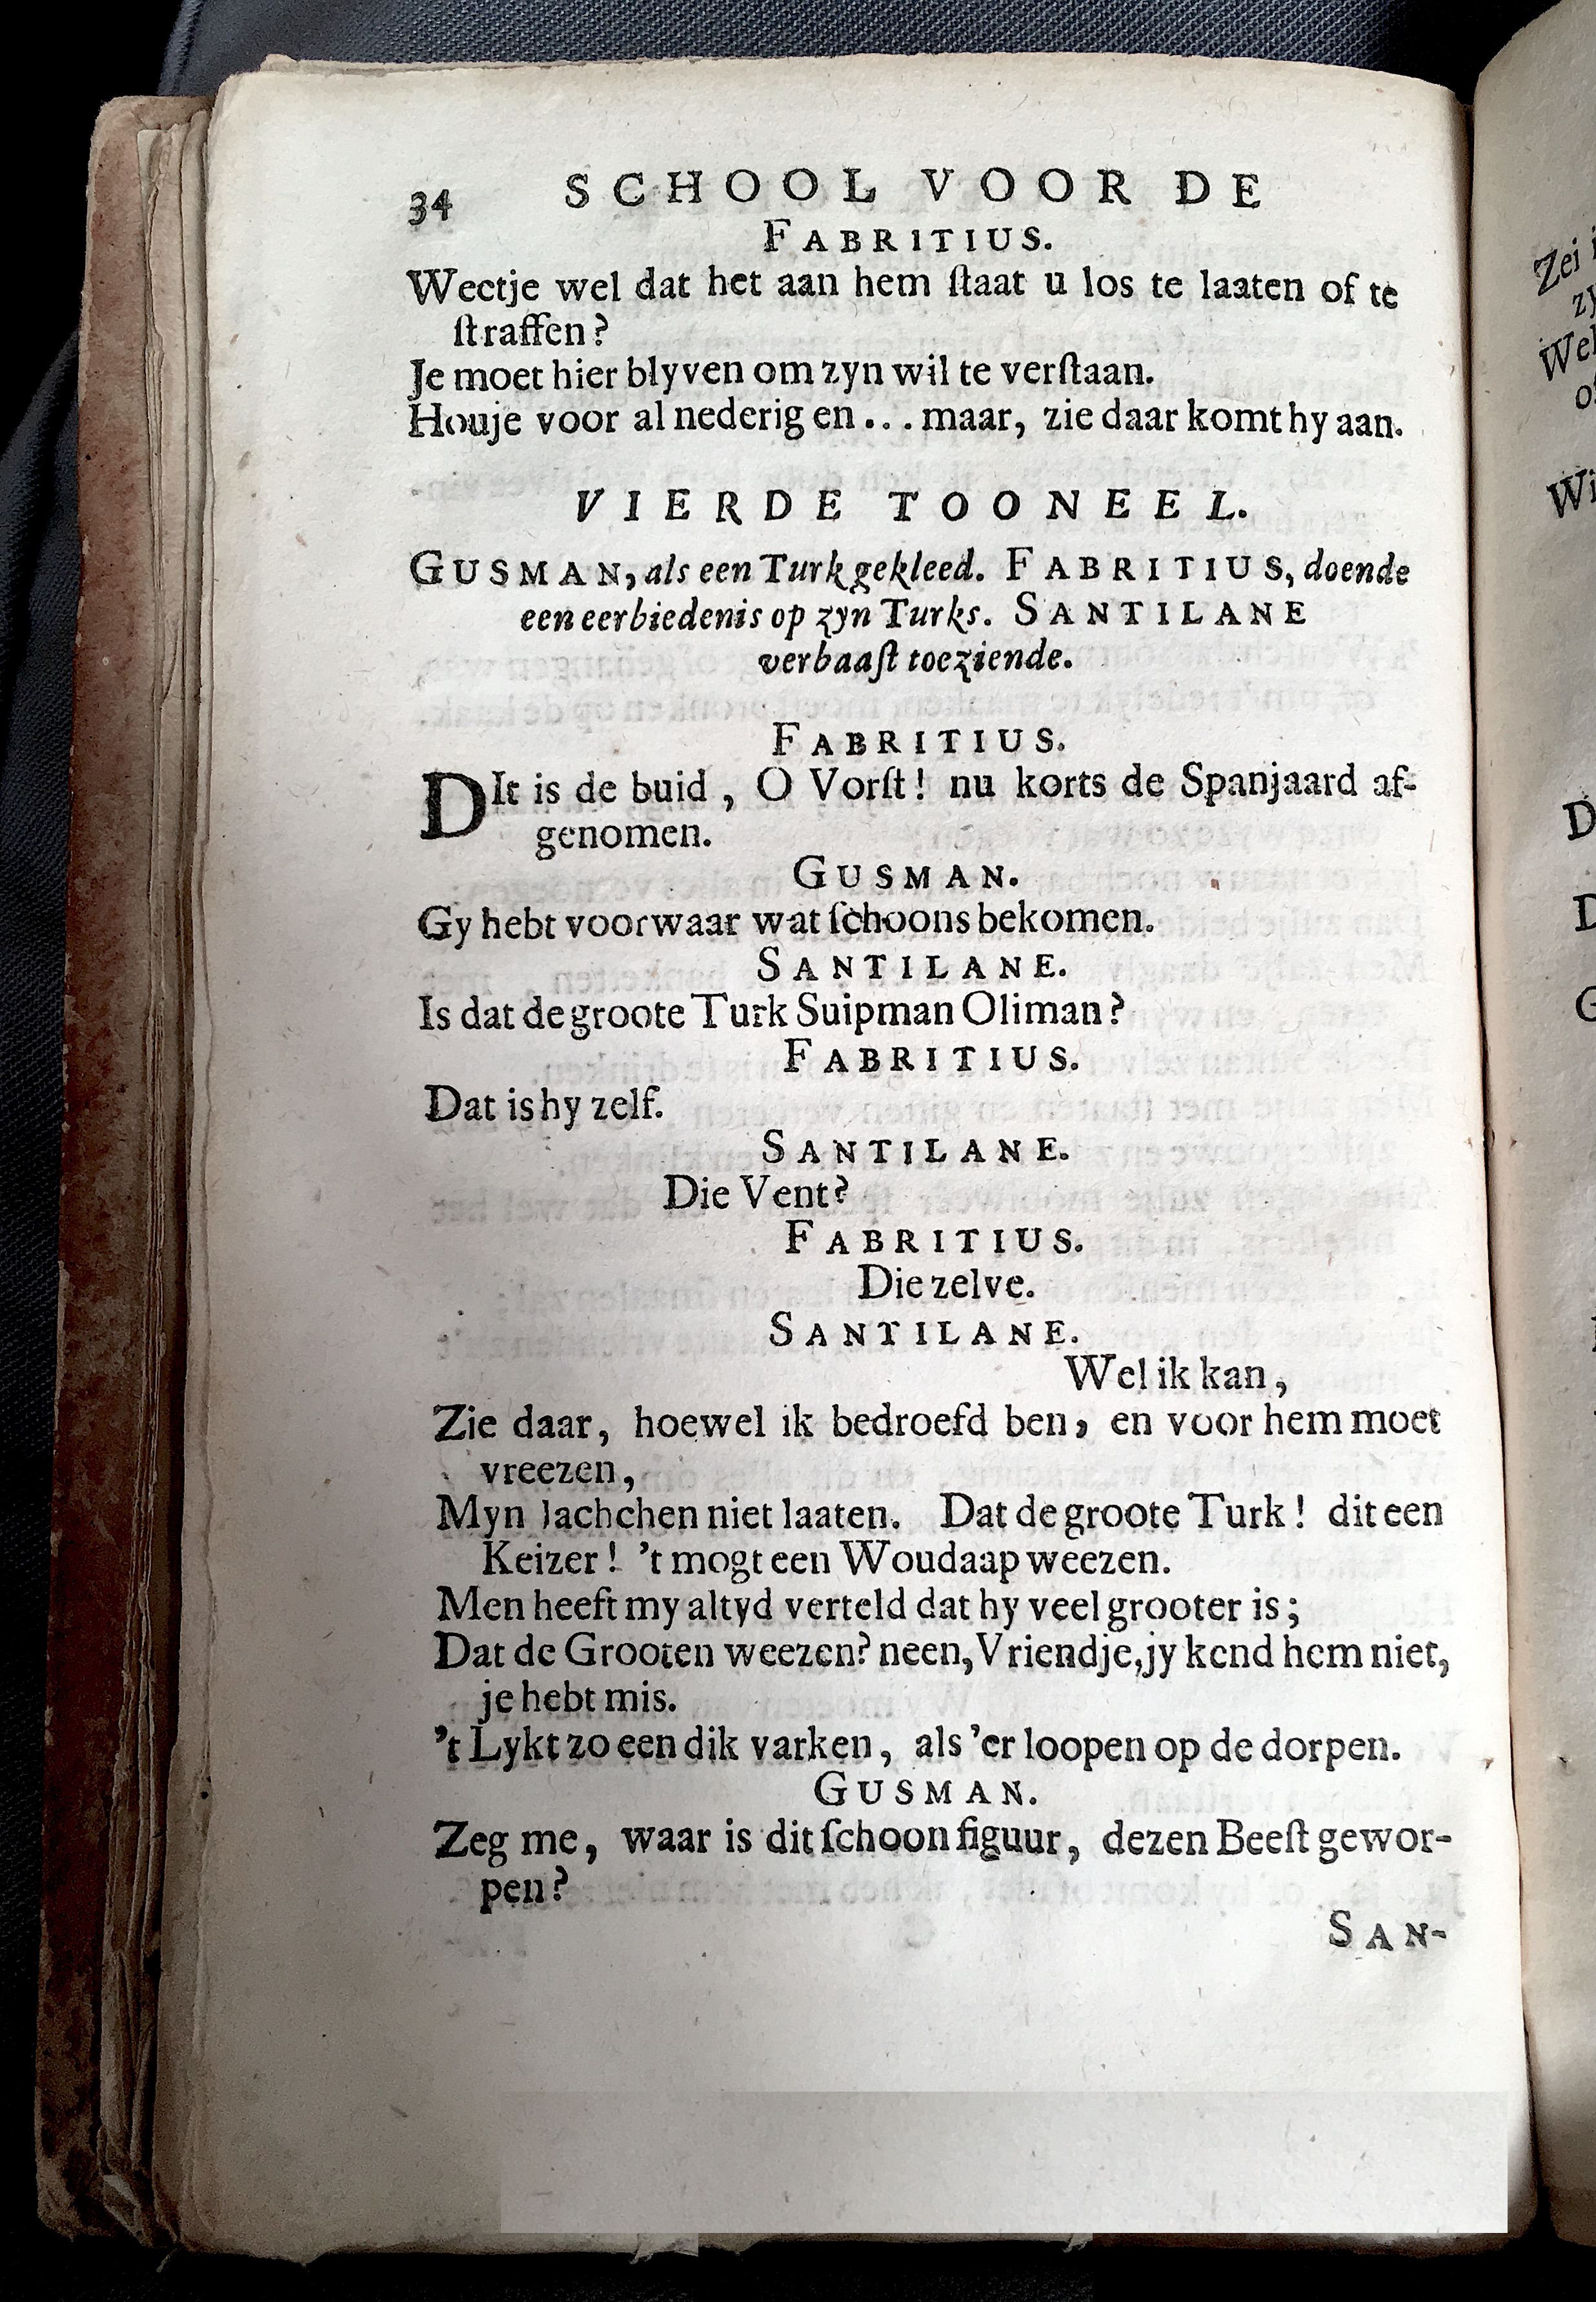 34 SCHOOL VOOR DE
FABRITIUS.
Weetje wel dat het aan hem ſtaat u los te laaten of te
ſtraffen?
Je moet hier blyven om zyn wil te verſtaan.
Houje voor al nederig en... maar, zie daar komt hy aan.
VIERDE TOONEEL.
GUSMAN, als een Turk gekleed. FABRITIUS, doende
een eerbiedenis op zyn Turks. SANTILANE
verbaaſt toeziende.
FABRITIUS.
DIt is de buid, O Vorſt! nu korts de Spanjaard af-
genomen.
GUSMAN.
Gy hebt voorwaar wat ſchoons bekomen.
SANTILANE.
Is dat de groote Turk Suipman Oliman?
FABRITIUS.
Dat is hy zelf.
SANTILANE.
Die Vent?
FABRITIUS.
Die zelve.
SANTILANE.
Wel ik kan,
Zie daar, hoewel ik bedroefd ben, en voor hem moet
vreezen,
Myn lachchen niet laaten. Dat de groote Turk! dit een
Keizer! 't mogt een Woudaap weezen.
Men heeft my altyd verteld dat hy veel grooter is;
Dat de Grooten weezen? neen, Vriendje, jy kend hem niet,
je hebt mis.
't Lykt zo een dik varken, als 'er loopen op de dorpen.
GUSMAN.
Zeg me, waar is dit ſchoon figuur, dezen Beeſt gewor-
pen?
SAN-
Zei
zy
Wel